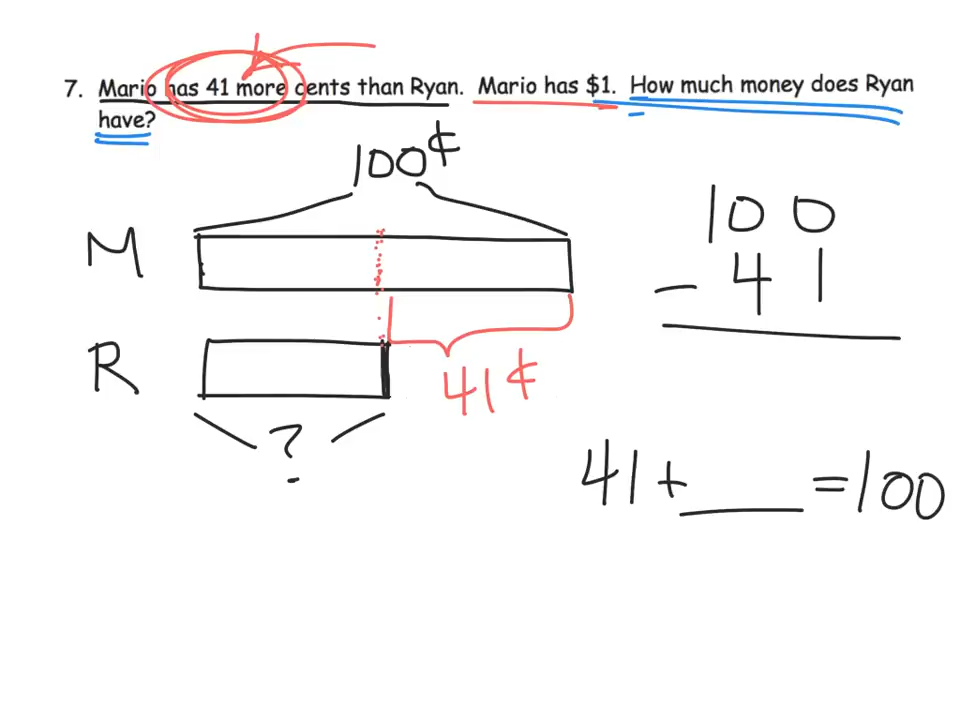 7. Mario has 41 more cents than Ryan. Mario has $1. How much money does Ryan
have?
100¢
M
R
41¢
?
100
- 41
41 + ___ = 100